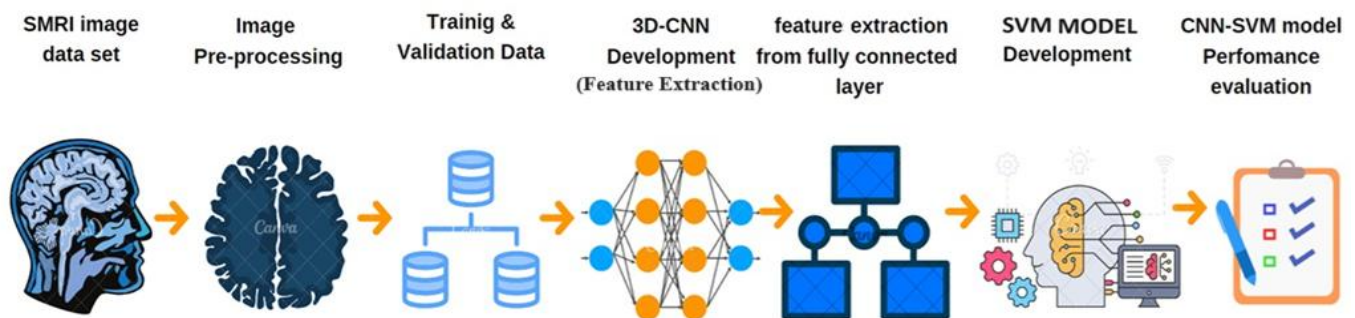 SMRI image
data set
Image
Pre-processing
Trainig &
Validation Data
3D-CNN
Development
(Feature Extraction)
feature extraction
from fully connected
layer
SVM MODEL
Development
CNN-SVM model
Perfomance
evaluation
Canva